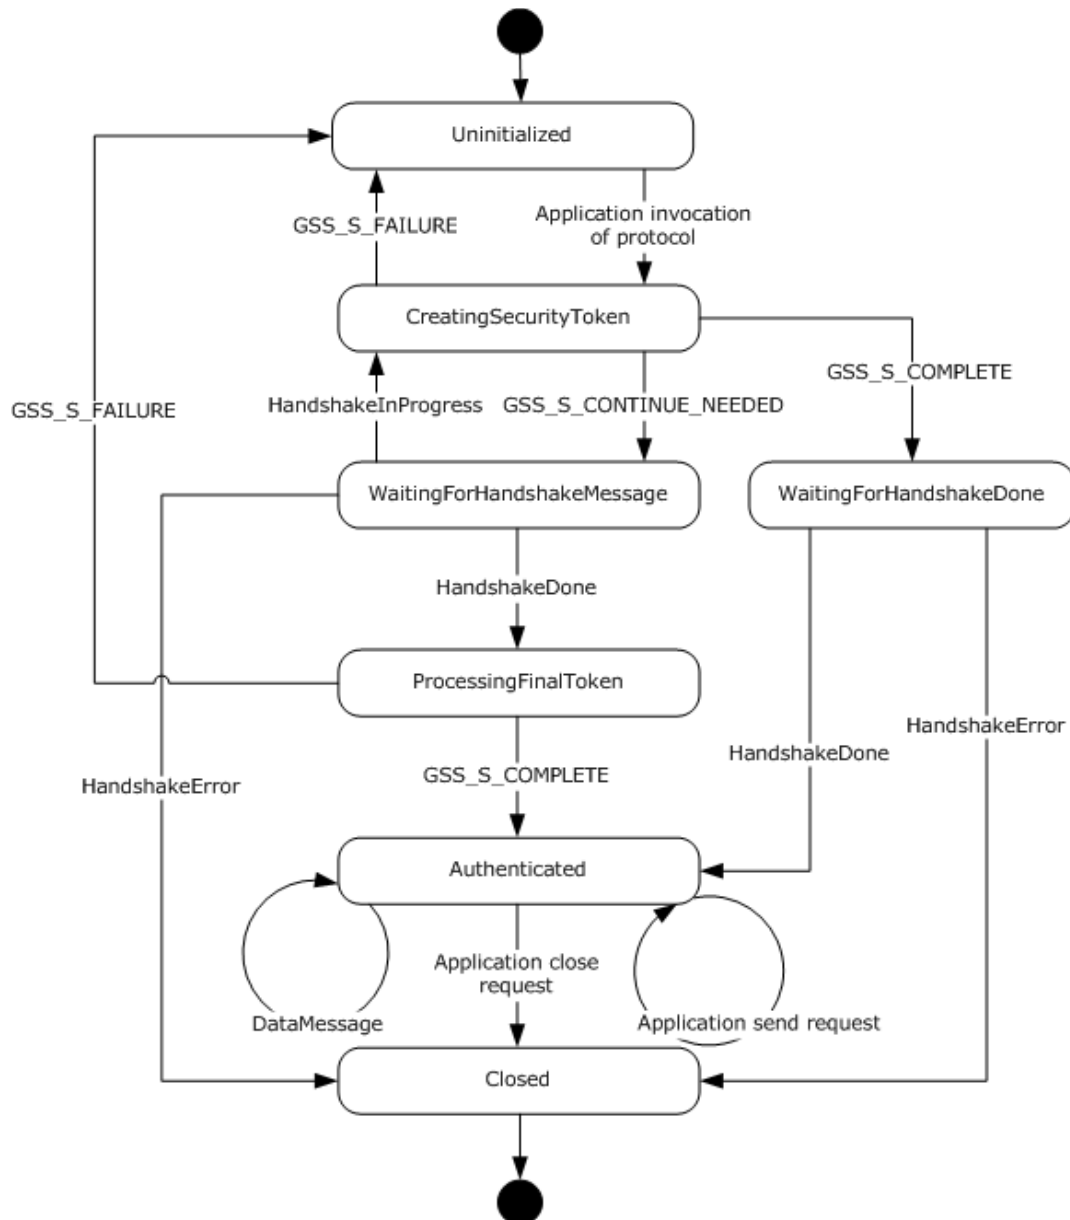 Uninitialized
Application invocation
of protocol
GSS_S_FAILURE
CreatingSecurityToken
GSS_S_COMPLETE
GSS_S_FAILURE
HandshakeInProgress
GSS_S_CONTINUE_NEEDED
WaitingForHandshakeMessage
WaitingForHandshakeDone
HandshakeDone
ProcessingFinalToken
HandshakeError
HandshakeDone
GSS_S_COMPLETE
HandshakeError
Authenticated
Application close
request
DataMessage
Application send request
Closed